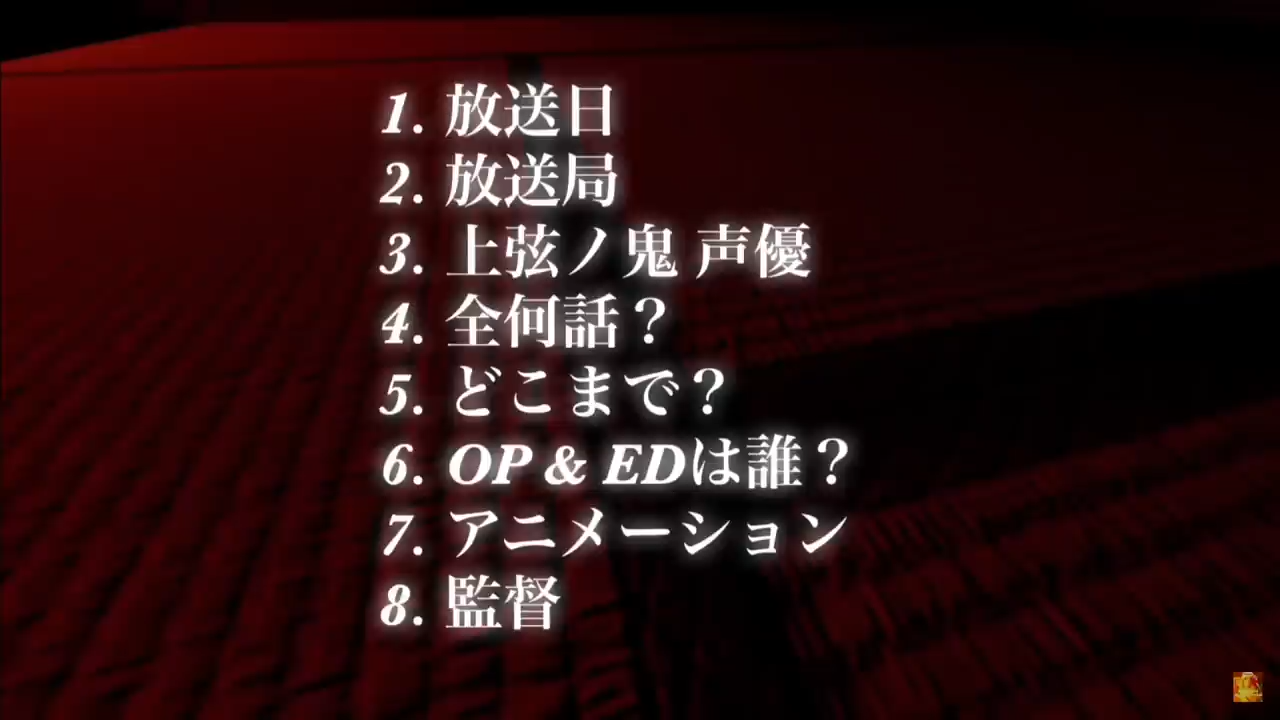 1. 放送日
2. 放送局
3. 上弦ノ鬼 声優
4. 全何話？
5. どこまで？
6. OP & EDは誰？
7. アニメーション
8. 監督